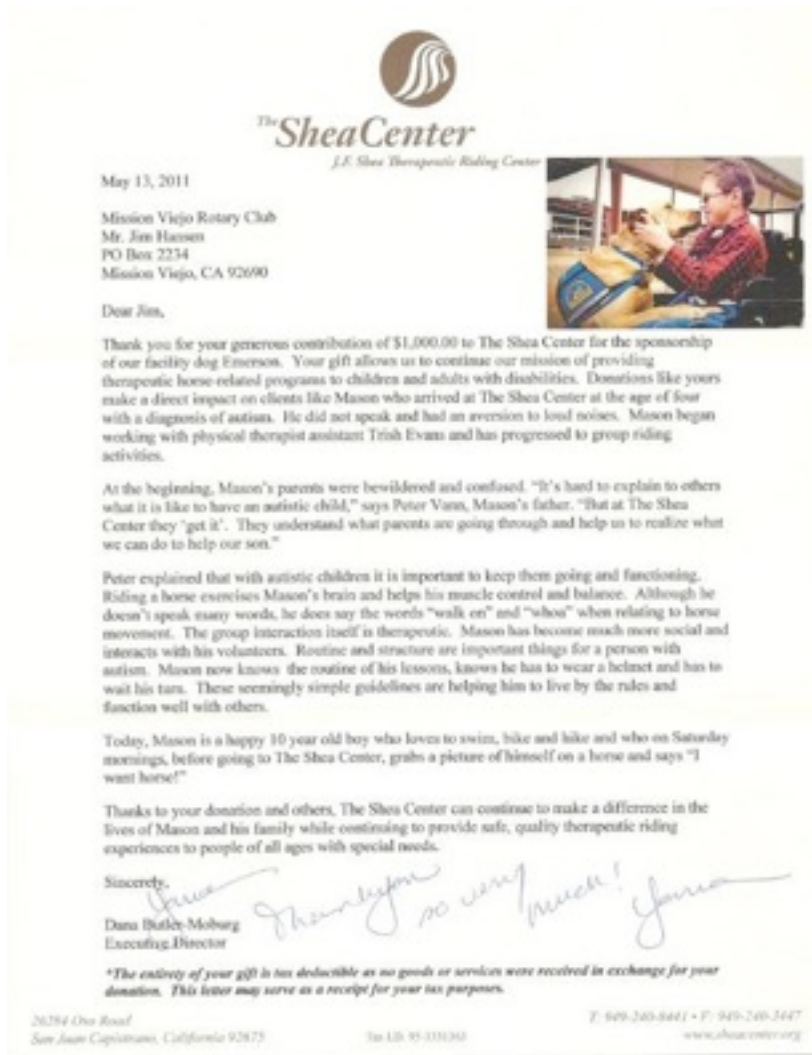 The
SheaCenter
J.F. Shea Therapeutic Riding Center
May 13, 2011
Mission Viejo Rotary Club
Mr. Jim Hansen
PO Box 2234
Mission Viejo, CA 92690
Dear Jim,
Thank you for your generous contribution of $1,000.00 to The Shea Center for the sponsorship
of our facility dog Emerson. Your gift allows us to continue our mission of providing
therapeutic horse-related programs to children and adults with disabilities. Donations like yours
make a direct impact on clients like Mason who arrived at The Shea Center at the age of four
with a diagnosis of autism. He did not speak and had an aversion to loud noises. Mason began
working with physical therapist assistant Trish Evans and has progressed to group riding
activities.
At the beginning, Mason's parents were bewildered and confused. "It's hard to explain to others
what it is like to have an autistic child," says Peter Vann, Mason's father. "But at The Shea
Center they 'get it'. They understand what parents are going through and help us to realize what
we can do to help our son."
Peter explained that with autistic children it is important to keep them going and functioning.
Riding a horse exercises Mason's brain and helps his muscle control and balance. Although he
doesn't speak many words, he does say the words "walk on" and "whoa" when relating to horse
movement. The group interaction itself is therapeutic. Mason has become much more social and
interacts with his volunteers. Routine and structure are important things for a person with
autism. Mason now knows the routine of his lessons, knows he has to wear a helmet and has to
wait his turn. These seemingly simple guidelines are helping him to live by the rules and
function well with others.
Today, Mason is a happy 10 year old boy who loves to swim, bike and hike and who on Saturday
mornings, before going to The Shea Center, grabs a picture of himself on a horse and says "I
want horse!"
Thanks to your donation and others, The Shea Center can continue to make a difference in the
lives of Mason and his family while continuing to provide safe, quality therapeutic riding
experiences to people of all ages with special needs.
Sincerely,
Thank you so very much!
Dana Butler-Moburg
Executive Director
*The entirety of your gift is tax deductible as no goods or services were received in exchange for your
donation. This letter may serve as a receipt for your tax purposes.
26284 Oso Road
San Juan Capistrano, California 92675
Tax I.D.
T: 949-240-8441 • F: 949-240-2447
www.sheacenter.org